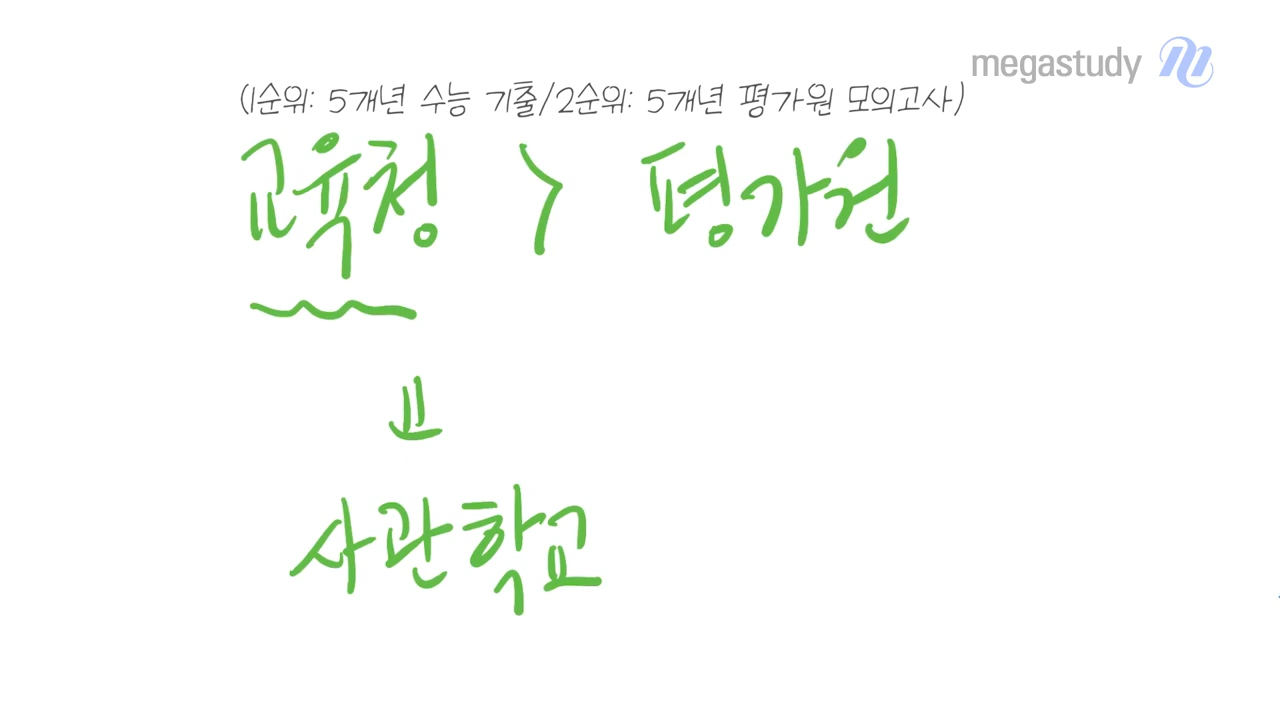 megastudy
(1순위: 5개년 수능 기출/2순위: 5개년 평가원 모의고사)
교육청 > 평가원
사관학교